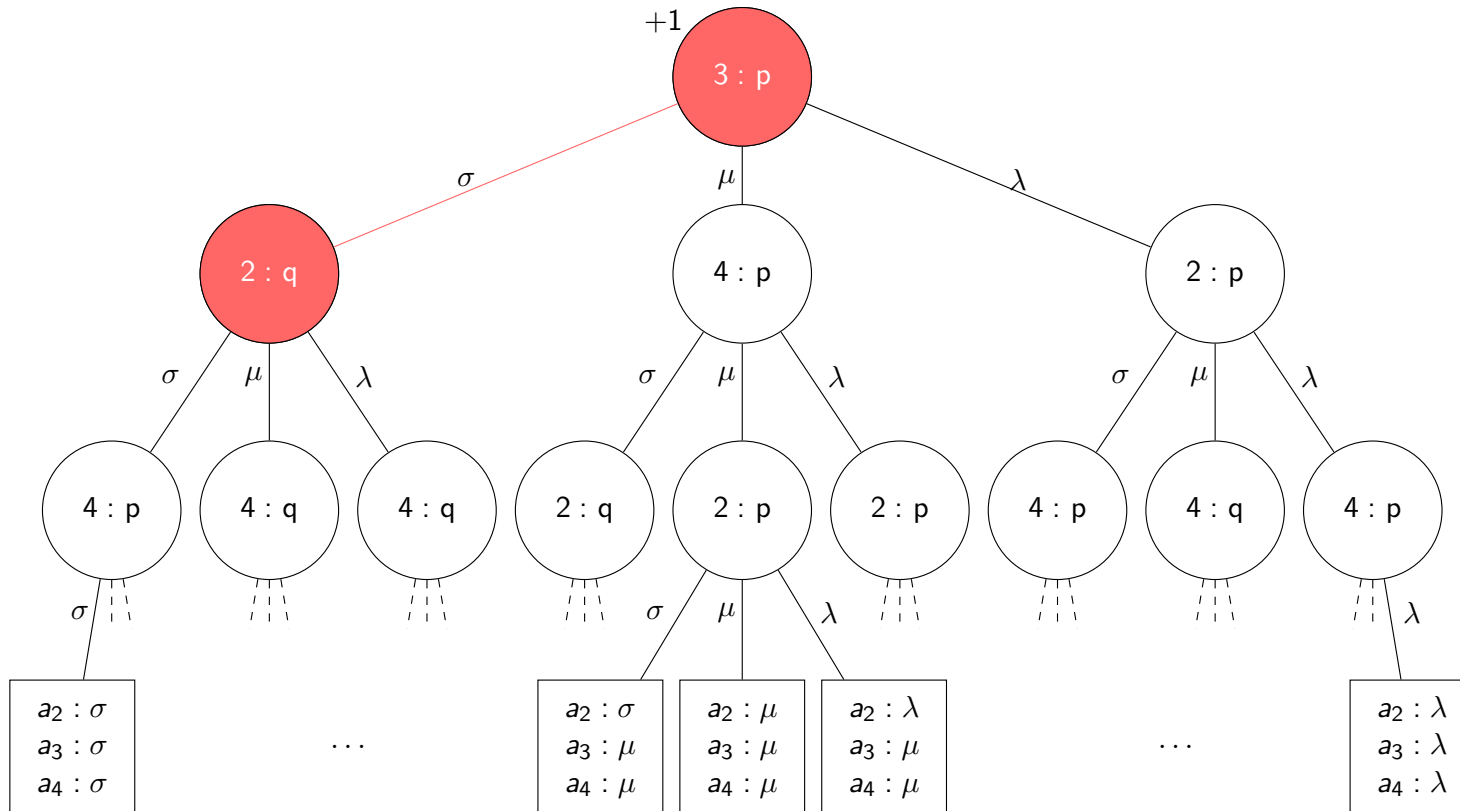 +1
3 : p
σ
μ
λ
2 : q
4 : p
2 : p
σ
μ
λ
σ
μ
λ
σ
μ
λ
4 : p
4 : q
4 : q
2 : q
2 : p
2 : p
4 : p
4 : q
4 : p
σ
σ
μ
λ
λ
a₂ : σ
a₃ : σ
a₄ : σ
...
a₂ : σ
a₃ : μ
a₄ : μ
a₂ : μ
a₃ : μ
a₄ : μ
a₂ : λ
a₃ : μ
a₄ : μ
...
a₂ : λ
a₃ : λ
a₄ : λ